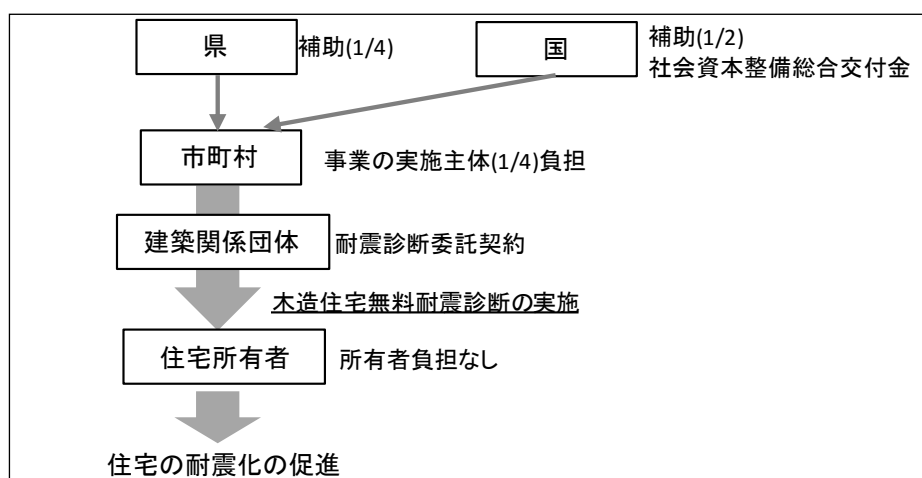 県
補助(1/4)
国
補助(1/2)
社会資本整備総合交付金
市町村
事業の実施主体(1/4)負担
建築関係団体
耐震診断委託契約
木造住宅無料耐震診断の実施
住宅所有者
所有者負担なし
住宅の耐震化の促進